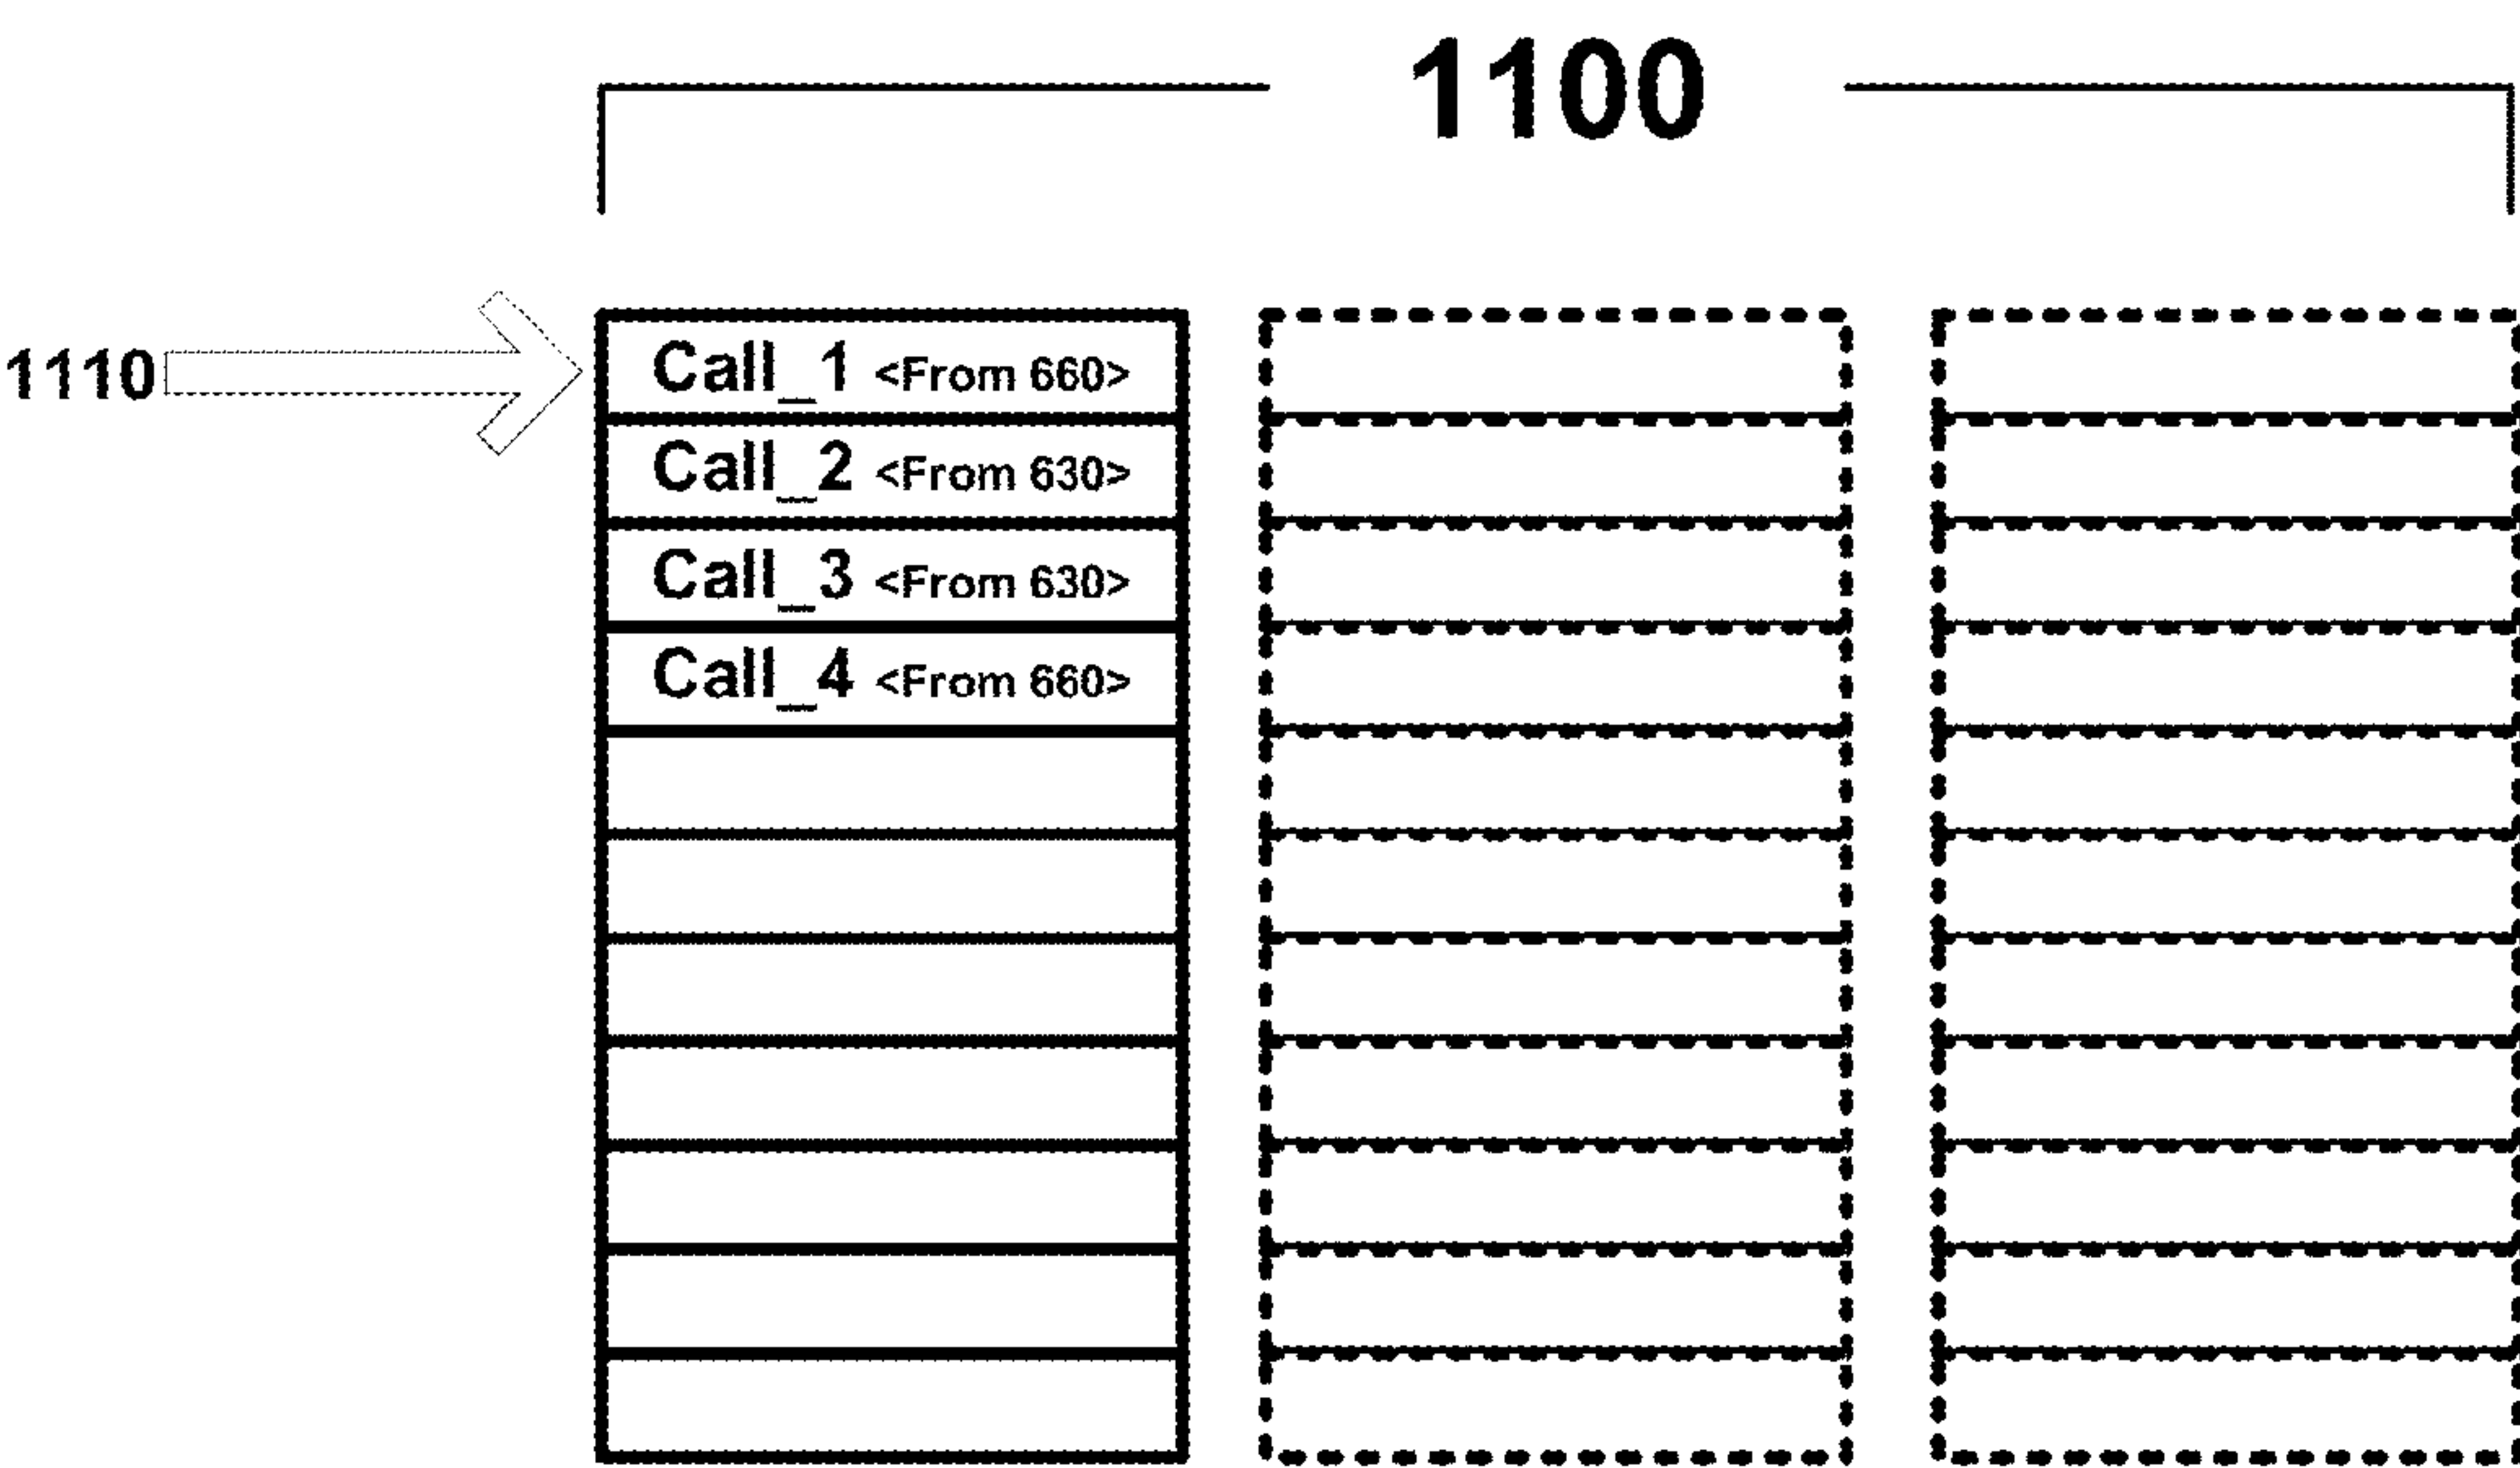 1100
1110
Call_1 <From 660>
Call_2 <From 630>
Call_3 <From 630>
Call_4 <From 660>